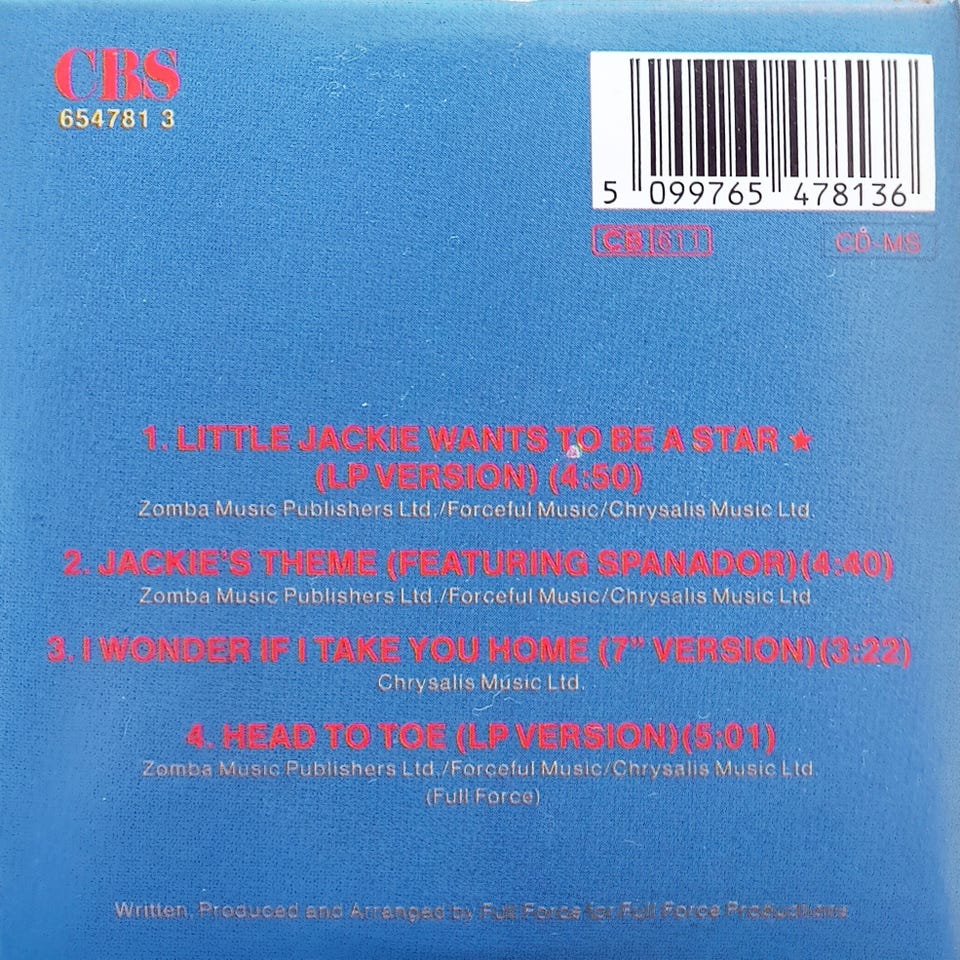 CBS
654781 3
5 099765 478136
CB 611
CD-MS
1. LITTLE JACKIE WANTS TO BE A STAR ★
(LP VERSION) (4:50)
Zomba Music Publishers Ltd./Forceful Music/Chrysalis Music Ltd.
2. JACKIE'S THEME (FEATURING SPANADOR)(4:40)
Zomba Music Publishers Ltd./Forceful Music/Chrysalis Music Ltd.
3. I WONDER IF I TAKE YOU HOME (7" VERSION)(3:22)
Chrysalis Music Ltd.
4. HEAD TO TOE (LP VERSION)(5:01)
Zomba Music Publishers Ltd./Forceful Music/Chrysalis Music Ltd.
(Full Force)
Written, Produced and Arranged by Full Force for Full Force Productions